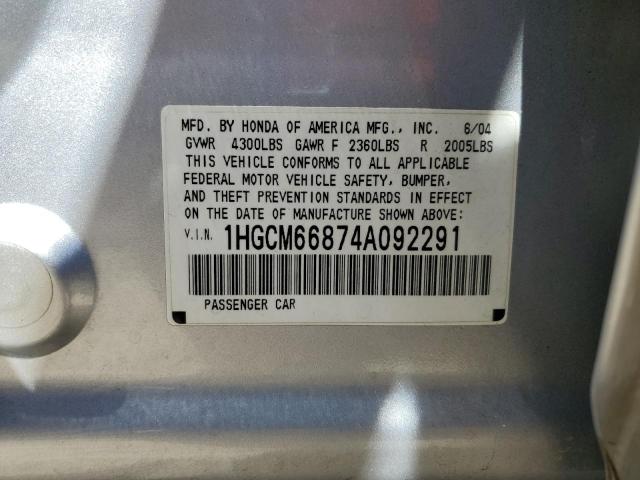 MFD. BY HONDA OF AMERICA MFG., INC. 6/04
GVWR 4300LBS GAWR F 2360LBS R 2005LBS
THIS VEHICLE CONFORMS TO ALL APPLICABLE
FEDERAL MOTOR VEHICLE SAFETY, BUMPER,
AND THEFT PREVENTION STANDARDS IN EFFECT
ON THE DATE OF MANUFACTURE SHOWN ABOVE:
V.I.N. 1HGCM66874A092291
PASSENGER CAR